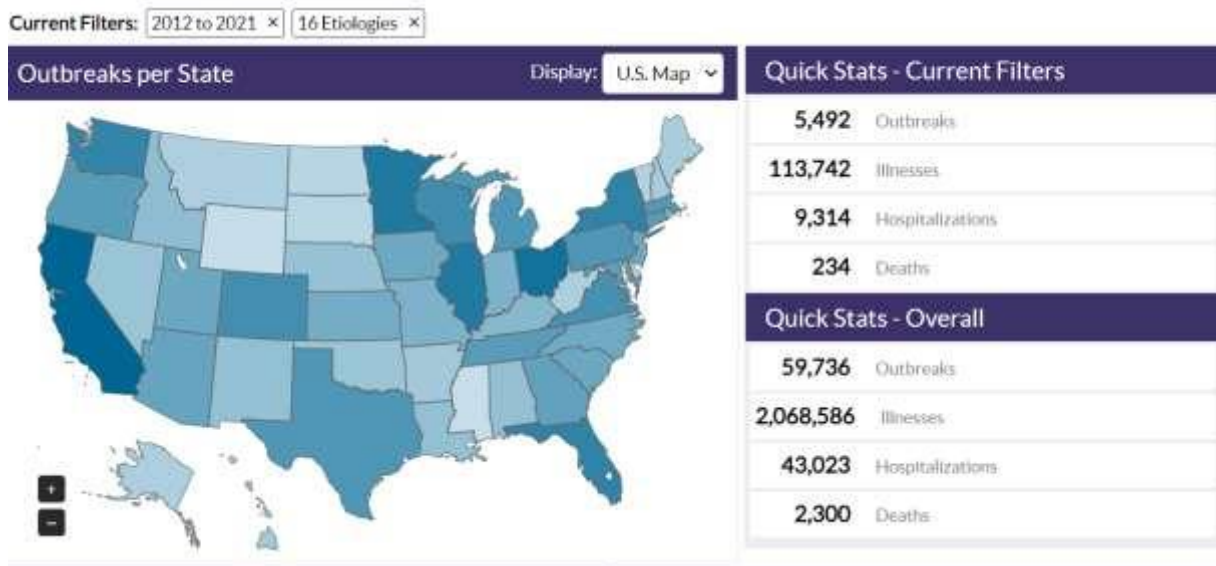 Current Filters: 2012 to 2021 × 16 Etiologies ×
Outbreaks per State Display: U.S. Map
Quick Stats - Current Filters
5,492 Outbreaks
113,742 Illnesses
9,314 Hospitalizations
234 Deaths
Quick Stats - Overall
59,736 Outbreaks
2,068,586 Illnesses
43,023 Hospitalizations
2,300 Deaths
+
−